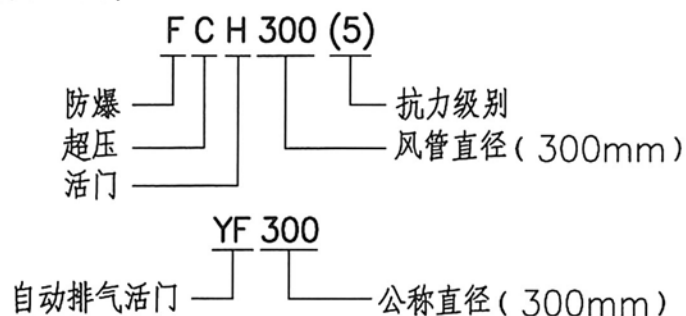 F C H 300 (5)
防爆 抗力级别
超压 风管直径(300mm)
活门
YF 300
自动排气活门 公称直径(300mm)